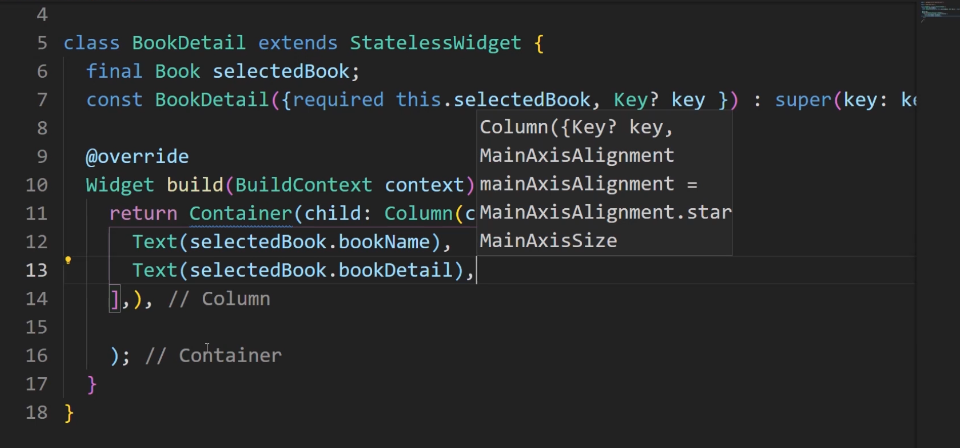 4
5 class BookDetail extends StatelessWidget {
6 final Book selectedBook;
7 const BookDetail({required this.selectedBook, Key? key }) : super(key: ke
8
9 @override
10 Widget build(BuildContext context)
11 return Container(child: Column(c
12 Text(selectedBook.bookName),
13 Text(selectedBook.bookDetail),
14 ],), // Column
15
16 ); // Container
17 }
18 }
Column({Key? key,
MainAxisAlignment
mainAxisAlignment =
MainAxisAlignment.star
MainAxisSize